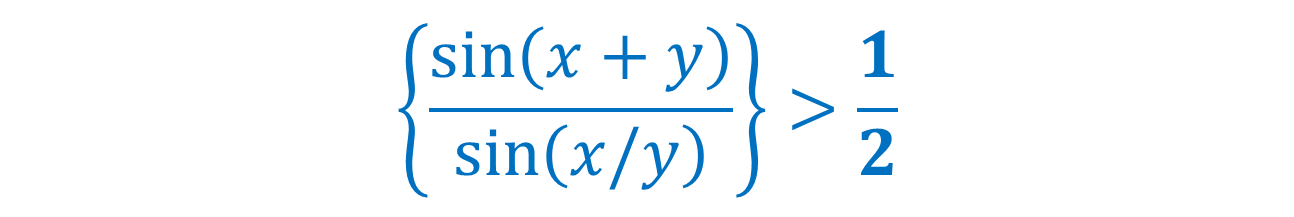 {sin(x + y)/sin(x/y)} > 1/2